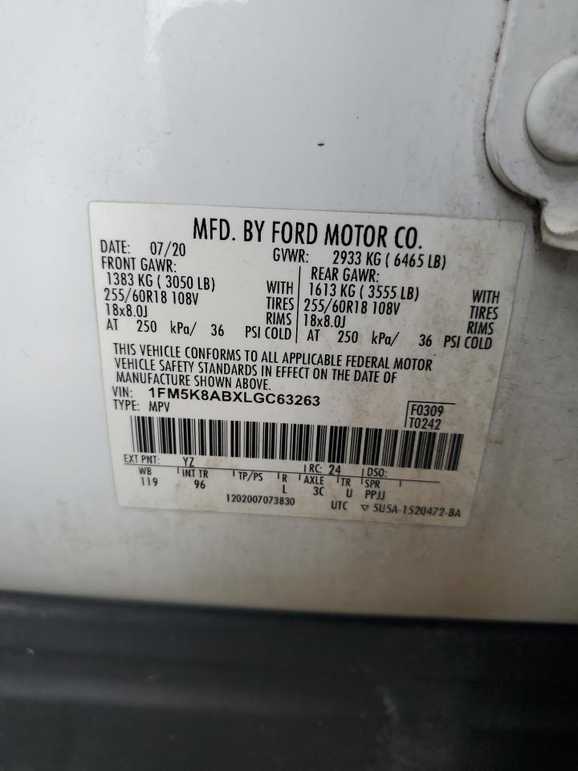 MFD. BY FORD MOTOR CO.
DATE: 07/20 GVWR: 2933 KG ( 6465 LB)
FRONT GAWR: REAR GAWR:
1383 KG ( 3050 LB) WITH 1613 KG ( 3555 LB) WITH
255/60R18 108V TIRES 255/60R18 108V TIRES
18x8.0J RIMS 18x8.0J RIMS
AT 250 kPa/ 36 PSI COLD AT 250 kPa/ 36 PSI COLD
THIS VEHICLE CONFORMS TO ALL APPLICABLE FEDERAL MOTOR
VEHICLE SAFETY STANDARDS IN EFFECT ON THE DATE OF
MANUFACTURE SHOWN ABOVE.
VIN: 1FM5K8ABXLGC63263
TYPE: MPV
F0309
T0242
EXT PNT: YZ RC: 24 DSO:
WB INT TR TP/PS R AXLE TR SPR
119 96 L 3C U PPJJ
1202007073830 UTC ▽ 5U5A-1520472-BA